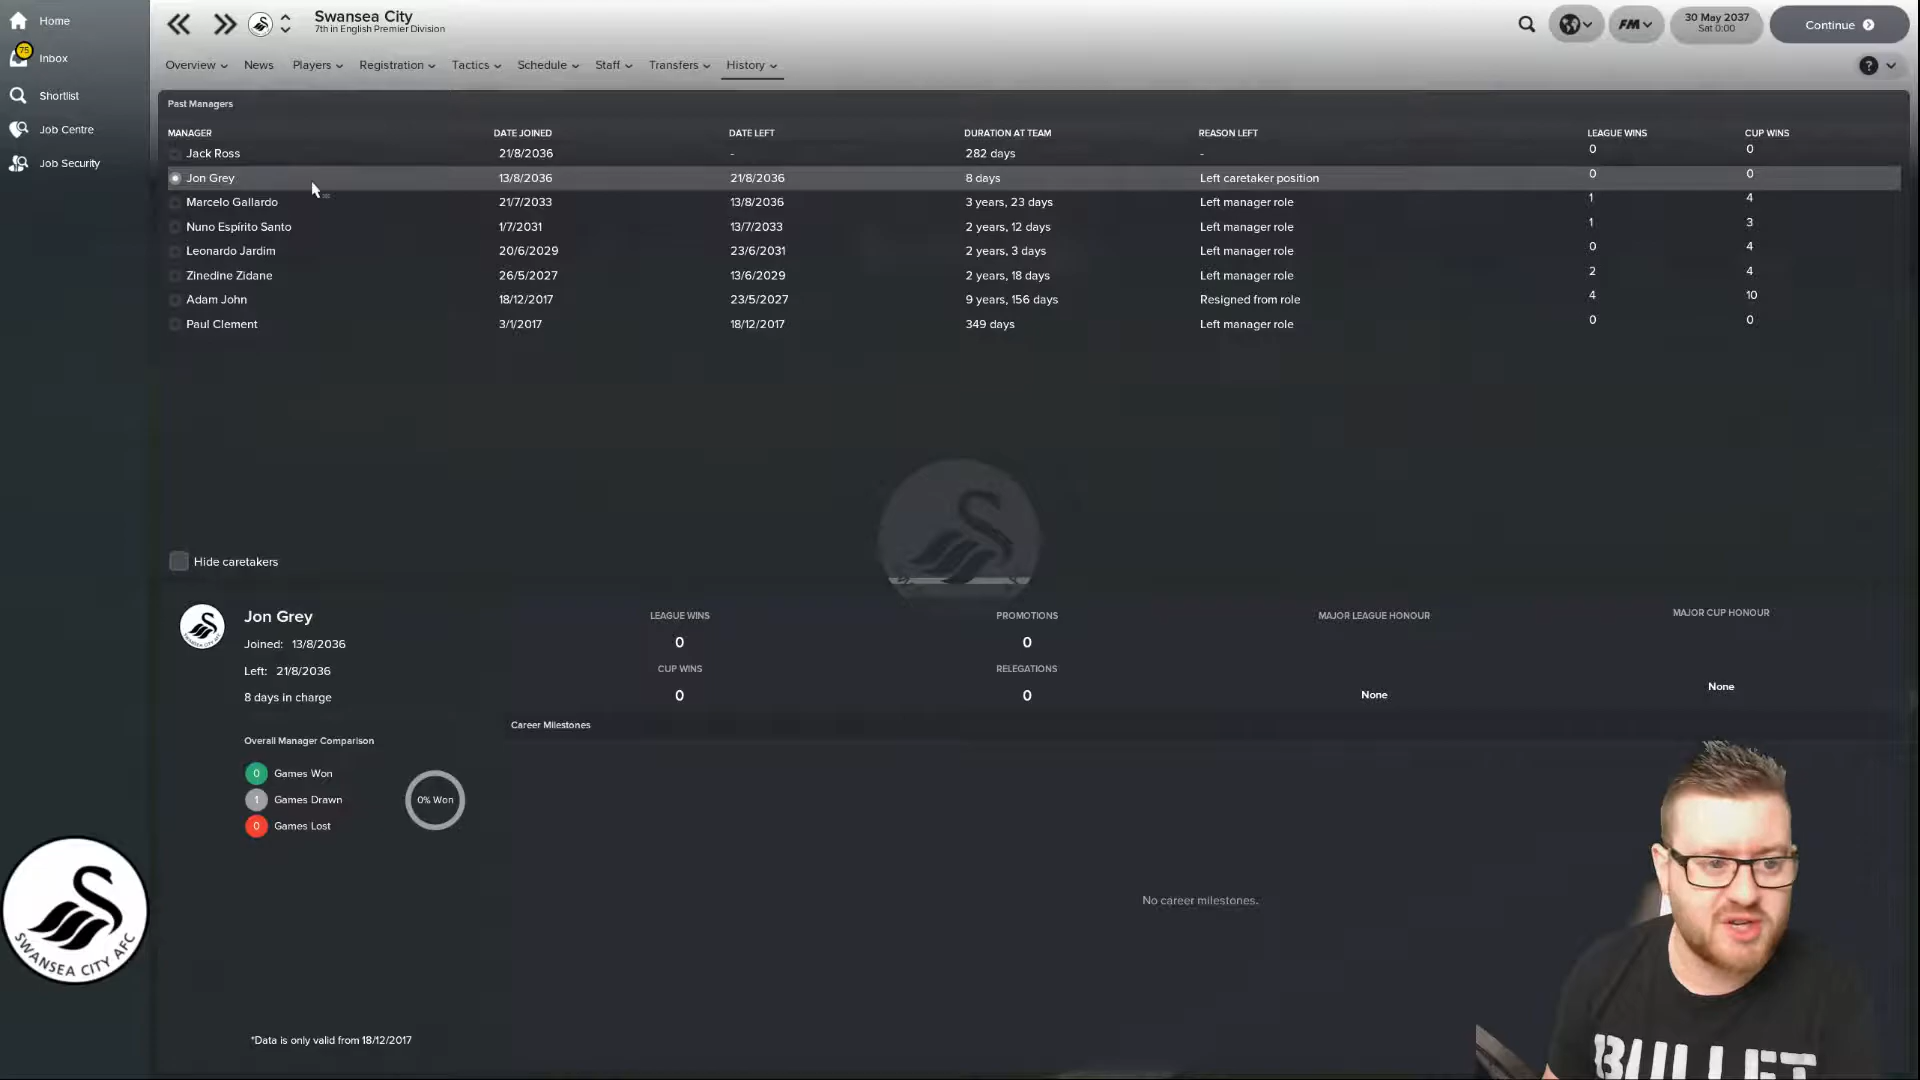 Home
75
Inbox
Shortlist
Job Centre
Job Security
Swansea City
7th in English Premier Division
FM
30 May 2037
Sat 0:00
Continue
Overview
News
Players
Registration
Tactics
Schedule
Staff
Transfers
History
?
Past Managers
MANAGER DATE JOINED DATE LEFT DURATION AT TEAM REASON LEFT LEAGUE WINS CUP WINS
Jack Ross 21/8/2036 - 282 days - 0 0
Jon Grey 13/8/2036 21/8/2036 8 days Left caretaker position 0 0
Marcelo Gallardo 21/7/2033 13/8/2036 3 years, 23 days Left manager role 1 4
Nuno Espírito Santo 1/7/2031 13/7/2033 2 years, 12 days Left manager role 1 3
Leonardo Jardim 20/6/2029 23/6/2031 2 years, 3 days Left manager role 0 4
Zinedine Zidane 26/5/2027 13/6/2029 2 years, 18 days Left manager role 2 4
Adam John 18/12/2017 23/5/2027 9 years, 156 days Resigned from role 4 10
Paul Clement 3/1/2017 18/12/2017 349 days Left manager role 0 0
Hide caretakers
Jon Grey
Joined: 13/8/2036
Left: 21/8/2036
8 days in charge
LEAGUE WINS
0
CUP WINS
0
PROMOTIONS
0
RELEGATIONS
0
MAJOR LEAGUE HONOUR
None
MAJOR CUP HONOUR
None
Career Milestones
No career milestones.
Overall Manager Comparison
0 Games Won
1 Games Drawn
0 Games Lost
0% Won
*Data is only valid from 18/12/2017
SWANSEA CITY AFC
BULLET